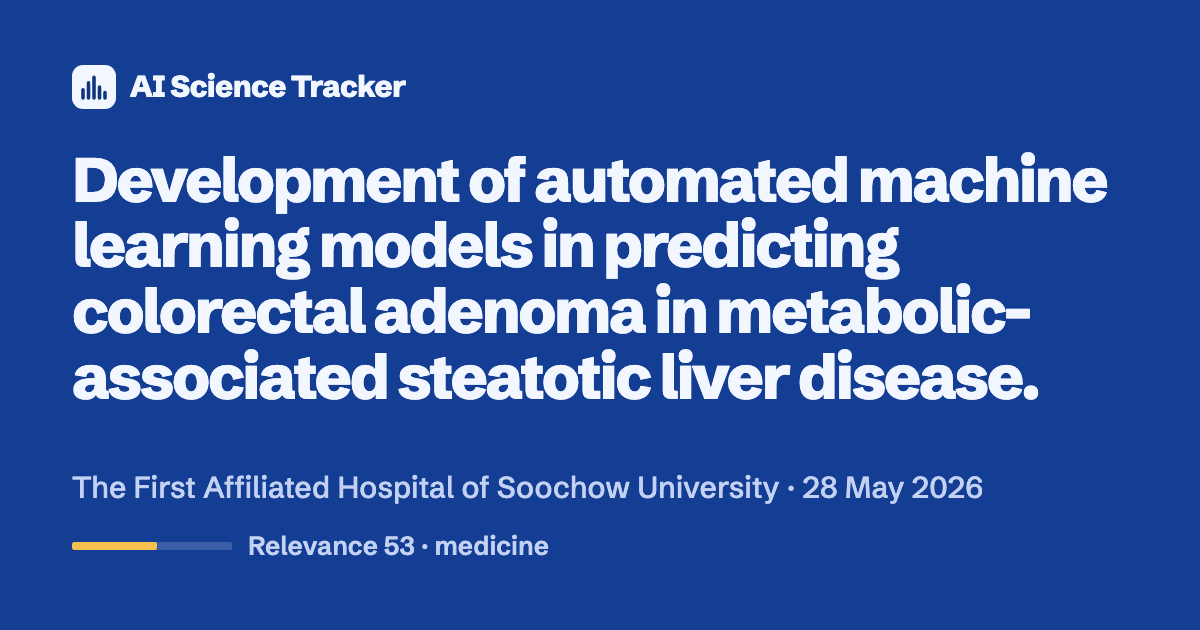 AI Science Tracker
Development of automated machine
learning models in predicting
colorectal adenoma in metabolic-
associated steatotic liver disease.
The First Affiliated Hospital of Soochow University · 28 May 2026
Relevance 53 · medicine